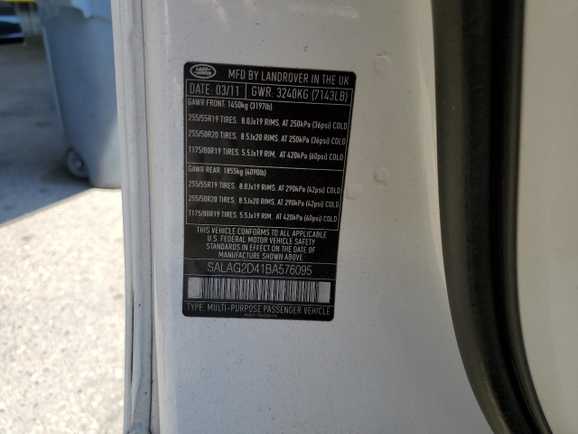 LAND ROVER
MFD BY LANDROVER IN THE UK
DATE: 03/11 GWR. 3240KG (7143LB)
GAWR FRONT: 1450kg (3197lb)
255/55R19 TIRES. 8.0Jx19 RIMS. AT 250kPa (36psi) COLD
255/50R20 TIRES. 8.5Jx20 RIMS. AT 250kPa (36psi) COLD
T175/80R19 TIRES. 5.5Jx19 RIM. AT 420kPa (60psi) COLD
GAWR REAR: 1855kg (4090lb)
255/55R19 TIRES. 8.0Jx19 RIMS. AT 290kPa (42psi) COLD
255/50R20 TIRES. 8.5Jx20 RIMS. AT 290kPa (42psi) COLD
T175/80R19 TIRES. 5.5Jx19 RIM. AT 420kPa (60psi) COLD
THIS VEHICLE CONFORMS TO ALL APPLICABLE
U.S. FEDERAL MOTOR VEHICLE SAFETY
STANDARDS IN EFFECT ON THE DATE OF
MANUFACTURE SHOWN ABOVE
SALAG2D41BA576095
TYPE: MULTI-PURPOSE PASSENGER VEHICLE